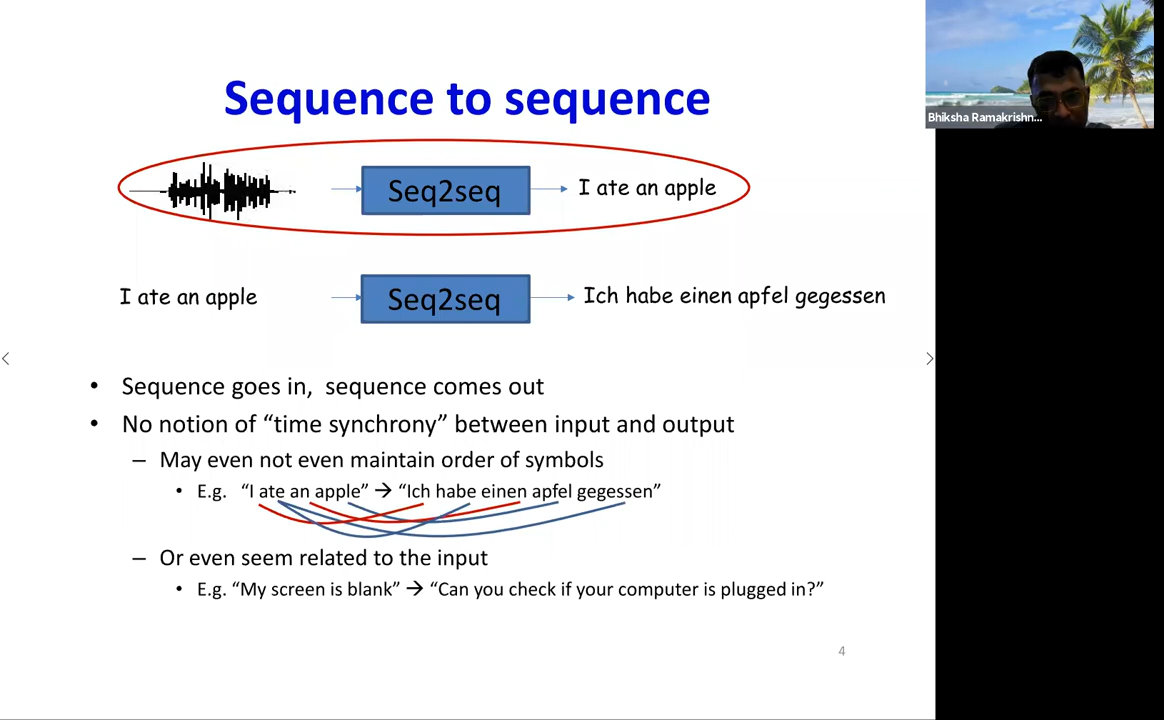 Sequence to sequence
Bhiksha Ramakrishn...
Seq2seq
I ate an apple
I ate an apple
Seq2seq
Ich habe einen apfel gegessen
• Sequence goes in, sequence comes out
• No notion of “time synchrony” between input and output
– May even not even maintain order of symbols
• E.g. “I ate an apple” → “Ich habe einen apfel gegessen”
– Or even seem related to the input
• E.g. “My screen is blank” → “Can you check if your computer is plugged in?”
4